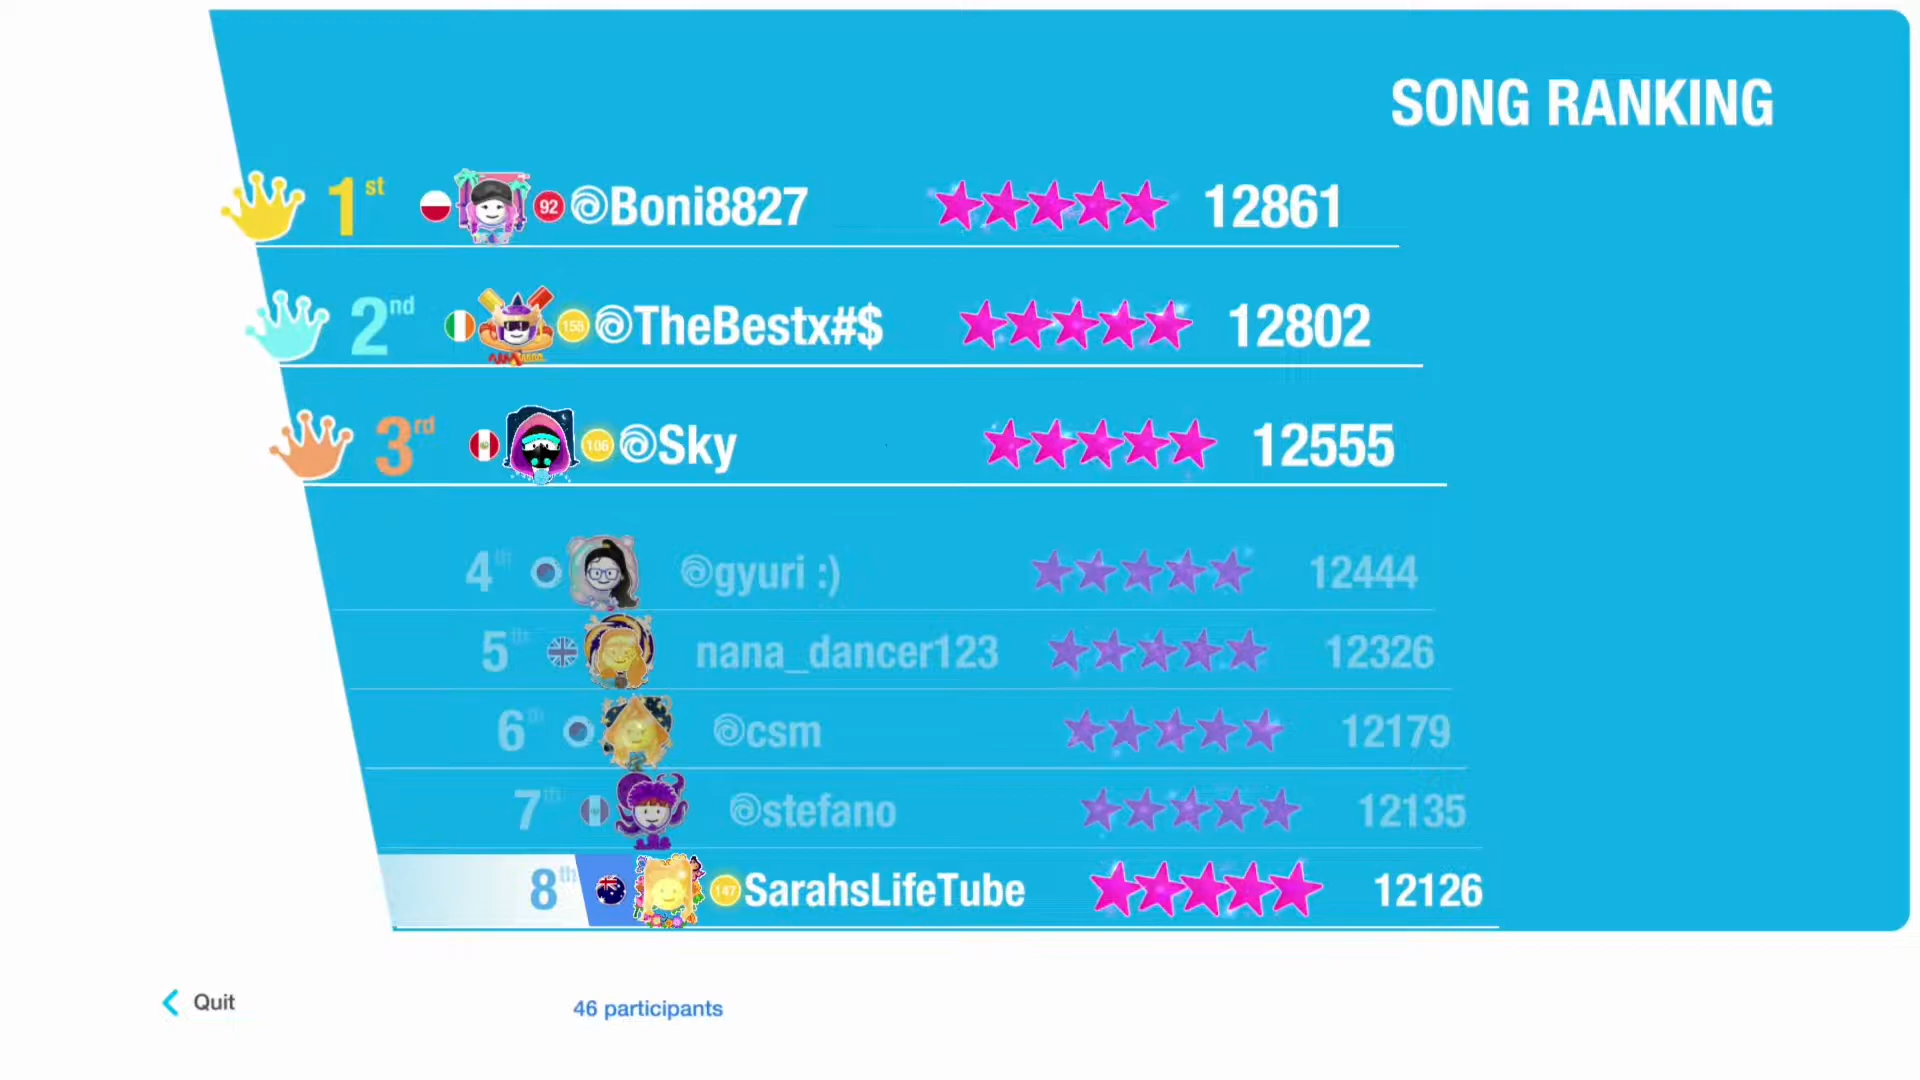 SONG RANKING
1st 92 Boni8827 12861
2nd 155 TheBestx#$ 12802
3rd 106 Sky 12555
4th gyuri :) 12444
5th nana_dancer123 12326
6th csm 12179
7th stefano 12135
8th 147 SarahsLifeTube 12126
Quit
46 participants